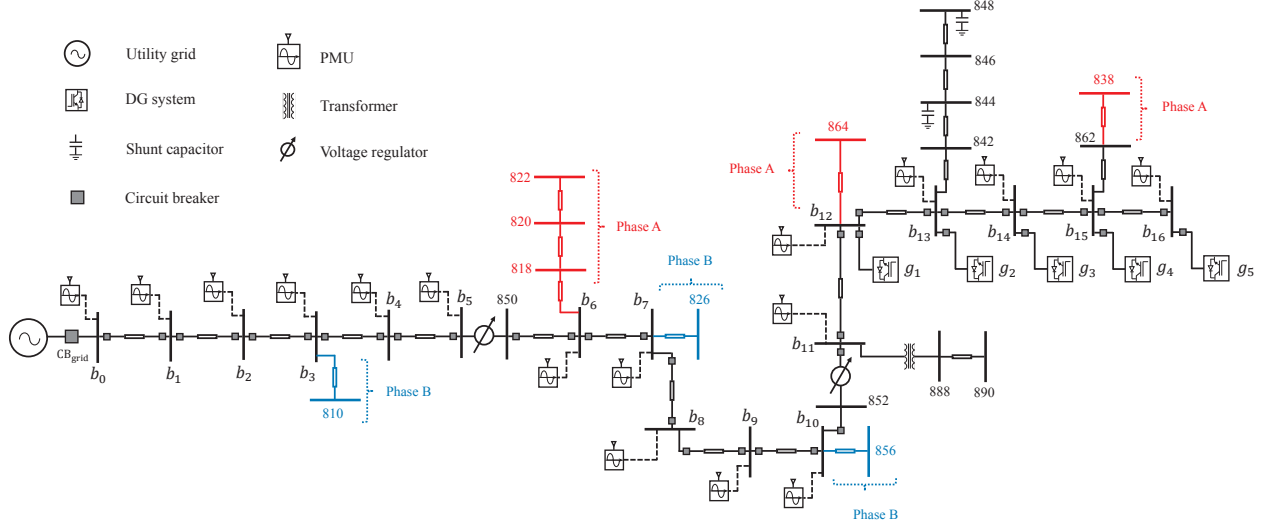 Utility grid
DG system
Shunt capacitor
Circuit breaker
PMU
Transformer
Voltage regulator
848
846
844
842
838
Phase A
862
864
Phase A
b₁₂
b₁₃
b₁₄
b₁₅
b₁₆
g₁
g₂
g₃
g₄
g₅
822
820
818
Phase A
Phase B
826
b₄
b₅
850
b₆
b₇
CB_grid
b₀
b₁
b₂
b₃
810
Phase B
b₁₁
888
890
852
b₈
b₉
b₁₀
856
Phase B